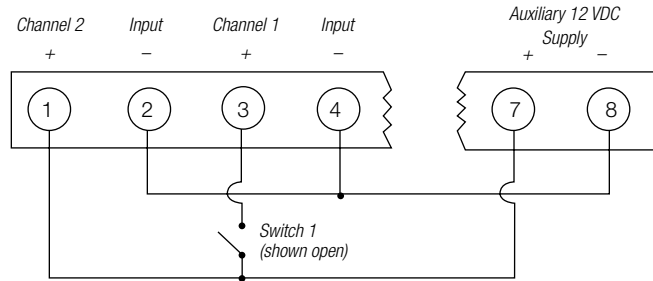 Channel 2 Input Channel 1 Input Auxiliary 12 VDC
Supply
+ – + – + –
1 2 3 4 7 8
Switch 1
(shown open)